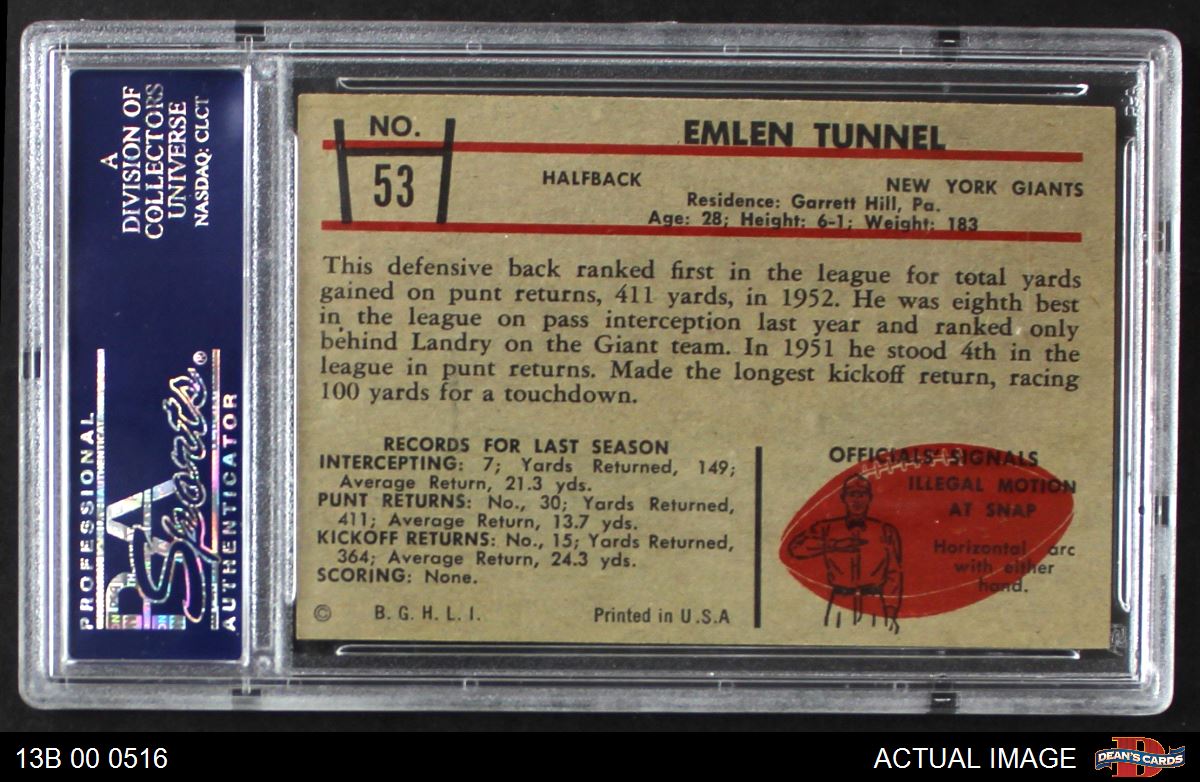 A
DIVISION OF
COLLECTORS
UNIVERSE
NASDAQ: CLCT
PROFESSIONAL
PSA
Sports
®
AUTHENTICATOR
NO.
53
EMLEN TUNNEL
HALFBACK
NEW YORK GIANTS
Residence: Garrett Hill, Pa.
Age: 28; Height: 6-1; Weight: 183
This defensive back ranked first in the league for total yards
gained on punt returns, 411 yards, in 1952. He was eighth best
in the league on pass interception last year and ranked only
behind Landry on the Giant team. In 1951 he stood 4th in the
league in punt returns. Made the longest kickoff return, racing
100 yards for a touchdown.
RECORDS FOR LAST SEASON
INTERCEPTING: 7; Yards Returned, 149;
Average Return, 21.3 yds.
PUNT RETURNS: No., 30; Yards Returned,
411; Average Return, 13.7 yds.
KICKOFF RETURNS: No., 15; Yards Returned,
364; Average Return, 24.3 yds.
SCORING: None.
© B. G. H. L. I. Printed in U.S.A
OFFICIALS' SIGNALS
ILLEGAL MOTION
AT SNAP
Horizontal arc
with either
hand.
13B 00 0516
ACTUAL IMAGE
DEAN'S CARDS